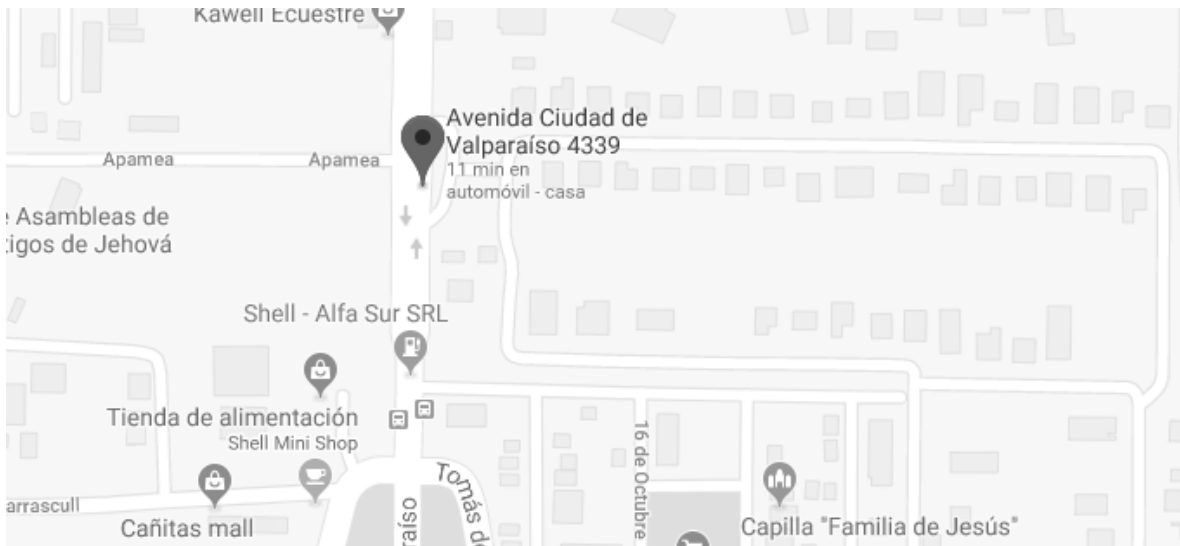 Kawell Ecuestre
Avenida Ciudad de
Valparaíso 4339
11 min en
automóvil - casa
Apamea
Apamea
Asambleas de
tigos de Jehová
Shell - Alfa Sur SRL
Tienda de alimentación
Shell Mini Shop
arrascull
Cañitas mall
raíso
Tomás de
16 de Octubre
Capilla "Familia de Jesús"